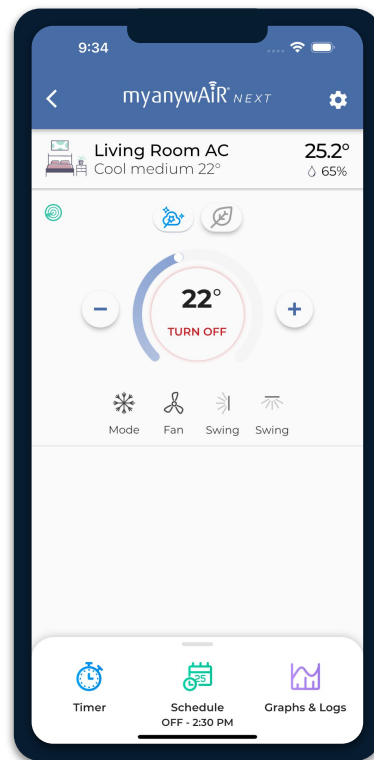 9:34
myanywAiR NEXT
Living Room AC 25.2°
Cool medium 22° 65%
22°
TURN OFF
Mode Fan Swing Swing
25
Timer Schedule Graphs & Logs
OFF - 2:30 PM